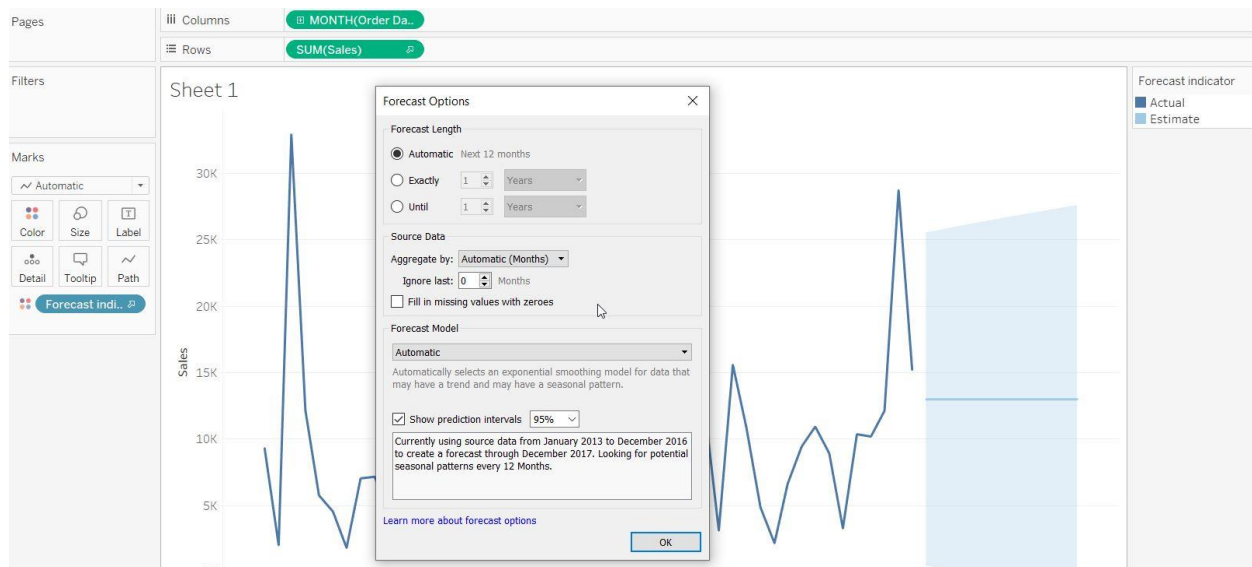 Pages
Columns
MONTH(Order Da..
Rows
SUM(Sales)
Filters
Marks
Automatic
Color
Size
Label
Detail
Tooltip
Path
Forecast indi..
Sheet 1
30K
25K
20K
15K
10K
5K
Sales
Forecast Options
Forecast Length
Automatic Next 12 months
Exactly 1 Years
Until 1 Years
Source Data
Aggregate by: Automatic (Months)
Ignore last: 0 Months
Fill in missing values with zeroes
Forecast Model
Automatic
Automatically selects an exponential smoothing model for data that
may have a trend and may have a seasonal pattern.
Show prediction intervals 95%
Currently using source data from January 2013 to December 2016
to create a forecast through December 2017. Looking for potential
seasonal patterns every 12 Months.
Learn more about forecast options
OK
Forecast indicator
Actual
Estimate